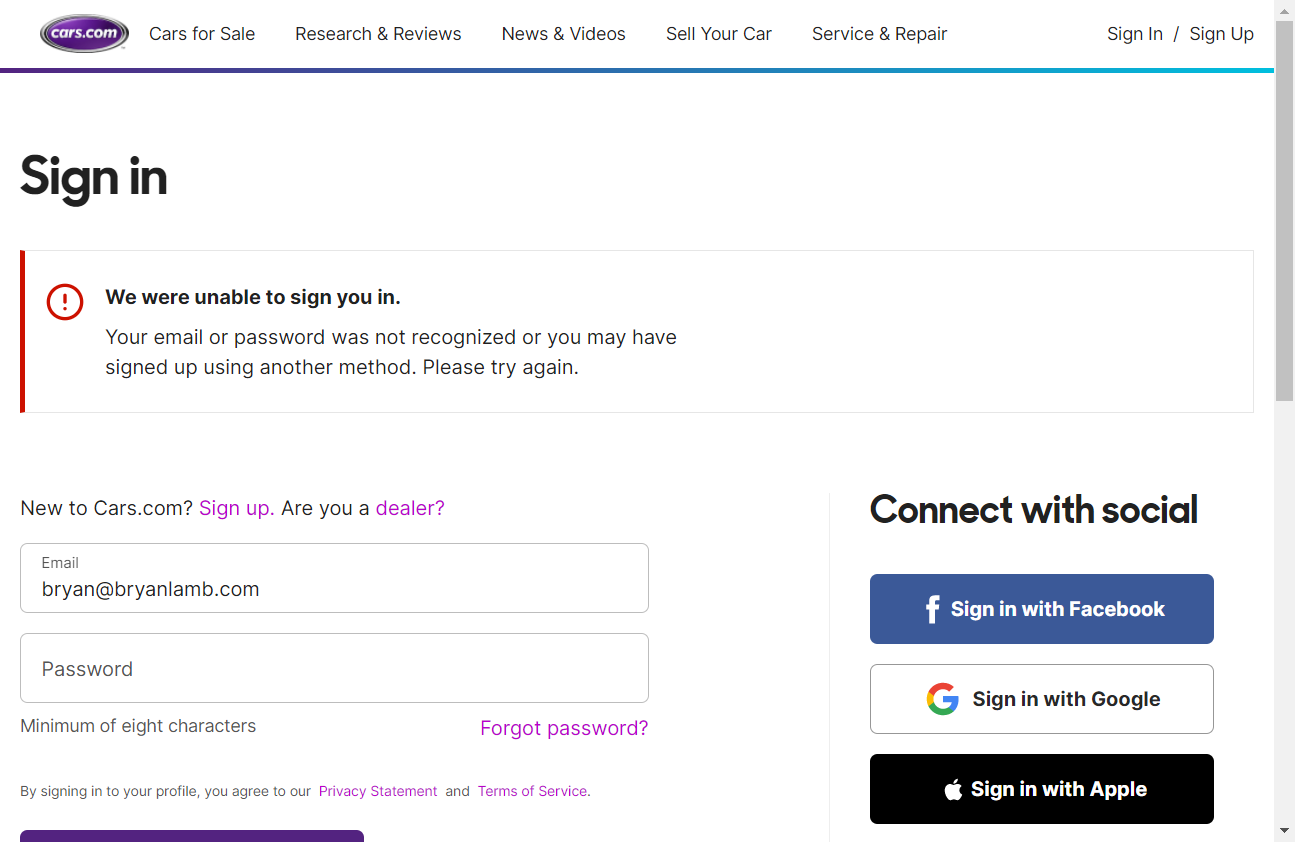 cars.com Cars for Sale Research & Reviews News & Videos Sell Your Car Service & Repair Sign In / Sign Up
Sign in
We were unable to sign you in.
Your email or password was not recognized or you may have
signed up using another method. Please try again.
New to Cars.com? Sign up. Are you a dealer?
Email
bryan@bryanlamb.com
Password
Minimum of eight characters
Forgot password?
By signing in to your profile, you agree to our Privacy Statement and Terms of Service.
Connect with social
Sign in with Facebook
Sign in with Google
Sign in with Apple